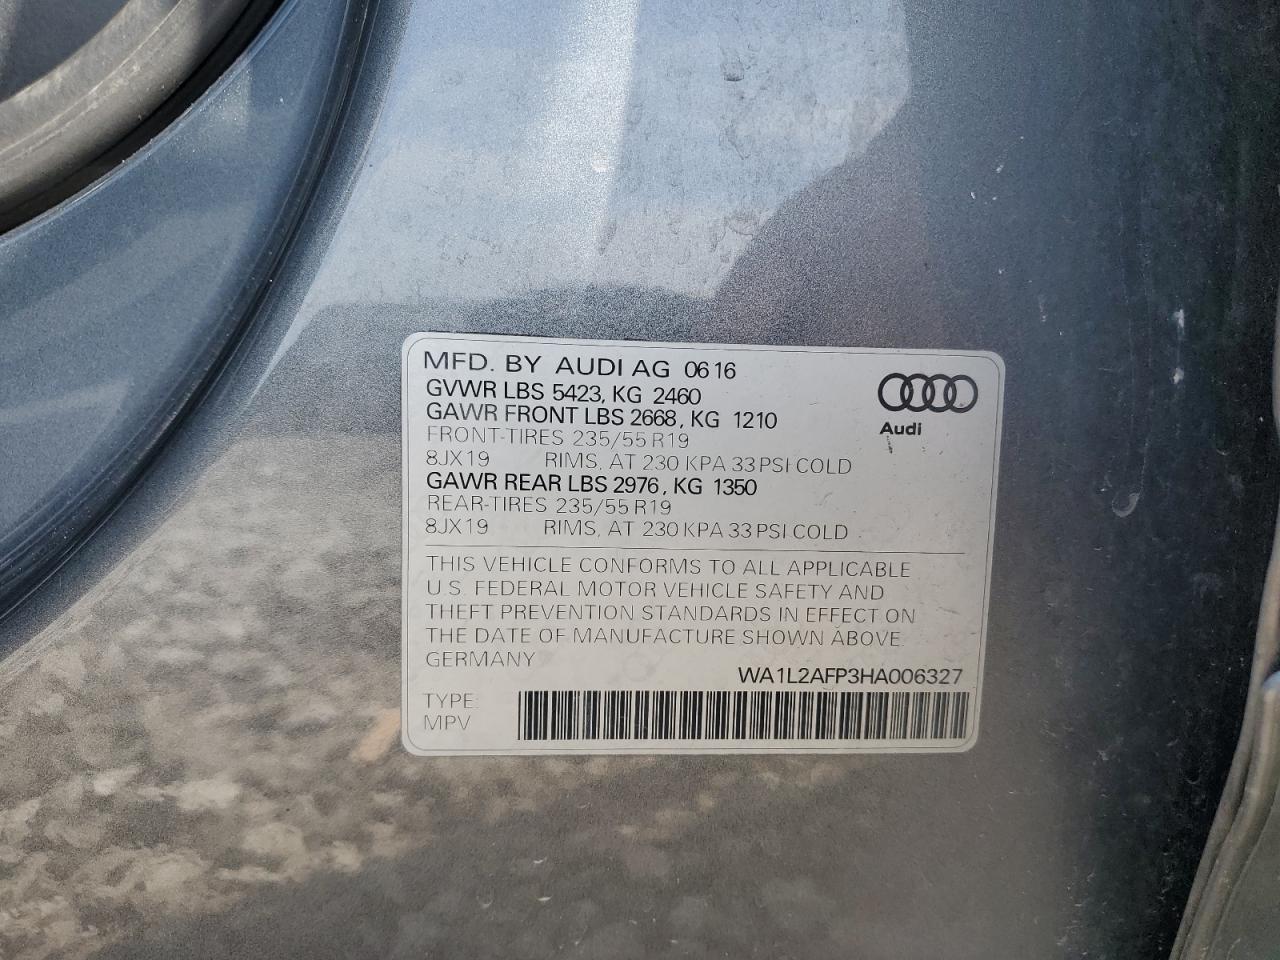 MFD. BY AUDI AG 06 16
GVWR LBS 5423, KG 2460
GAWR FRONT LBS 2668, KG 1210
FRONT-TIRES 235/55 R19
8JX19 RIMS, AT 230 KPA 33 PSI COLD
GAWR REAR LBS 2976, KG 1350
REAR-TIRES 235/55 R19
8JX19 RIMS, AT 230 KPA 33 PSI COLD
Audi
THIS VEHICLE CONFORMS TO ALL APPLICABLE
U.S. FEDERAL MOTOR VEHICLE SAFETY AND
THEFT PREVENTION STANDARDS IN EFFECT ON
THE DATE OF MANUFACTURE SHOWN ABOVE.
GERMANY
WA1L2AFP3HA006327
TYPE:
MPV